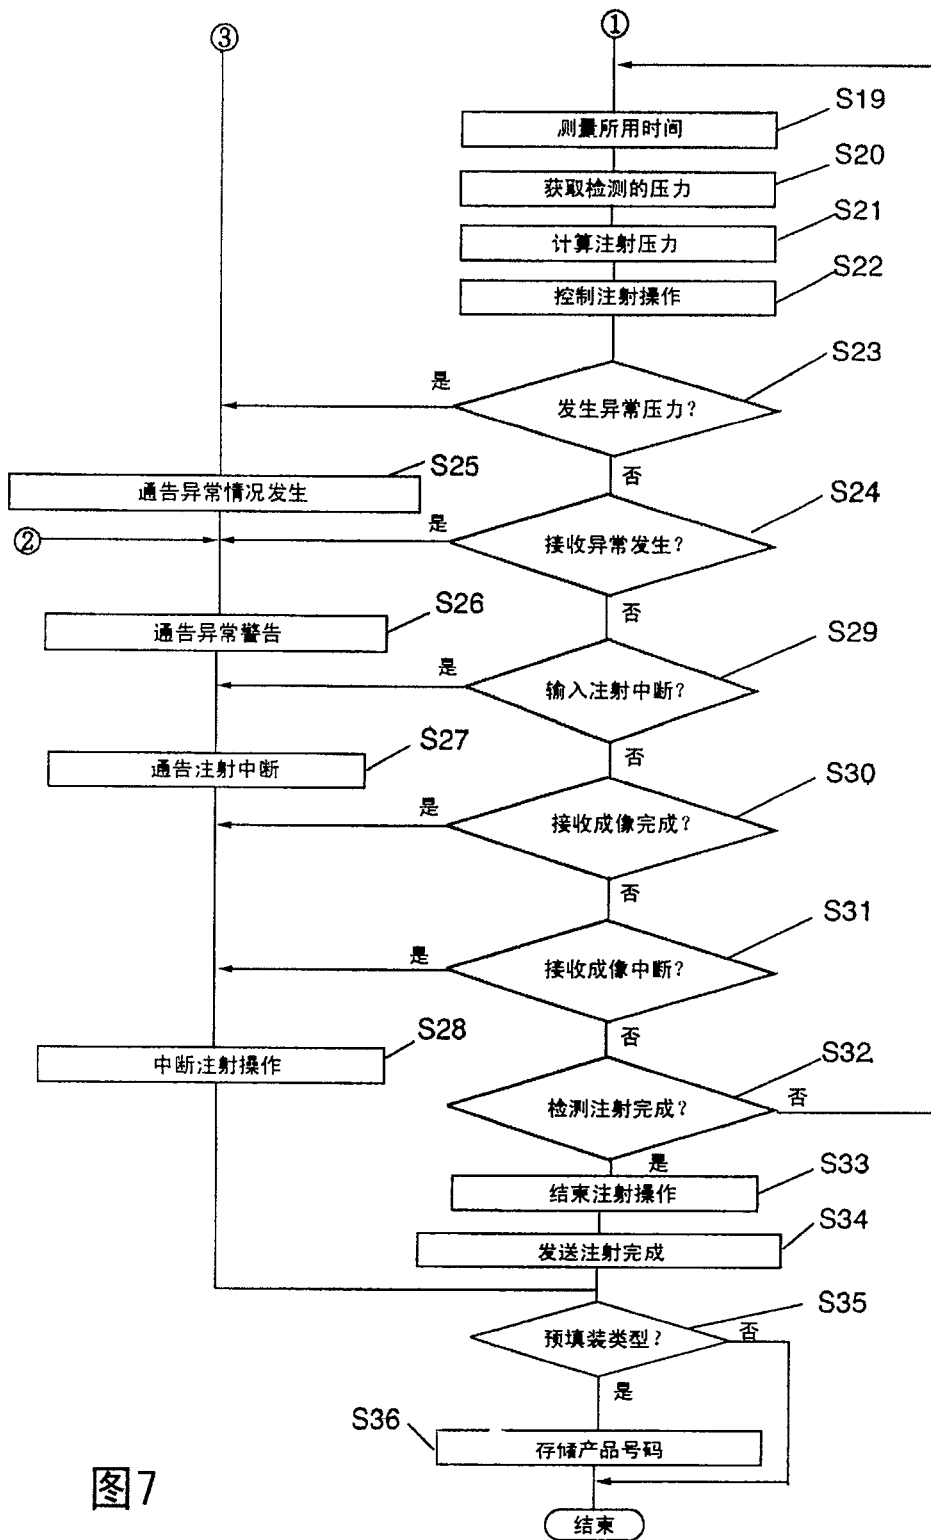 ③
①
S19
测量所用时间
S20
获取检测的压力
S21
计算注射压力
S22
控制注射操作
S23
是
发生异常压力?
否
S25
通告异常情况发生
S24
②
是
接收异常发生?
否
S26
通告异常警告
S29
是
输入注射中断?
否
S27
通告注射中断
S30
是
接收成像完成?
否
S31
是
接收成像中断?
否
S28
中断注射操作
S32
检测注射完成?
否
是
S33
结束注射操作
S34
发送注射完成
S35
预填装类型?
否
是
S36
存储产品号码
结束
图7